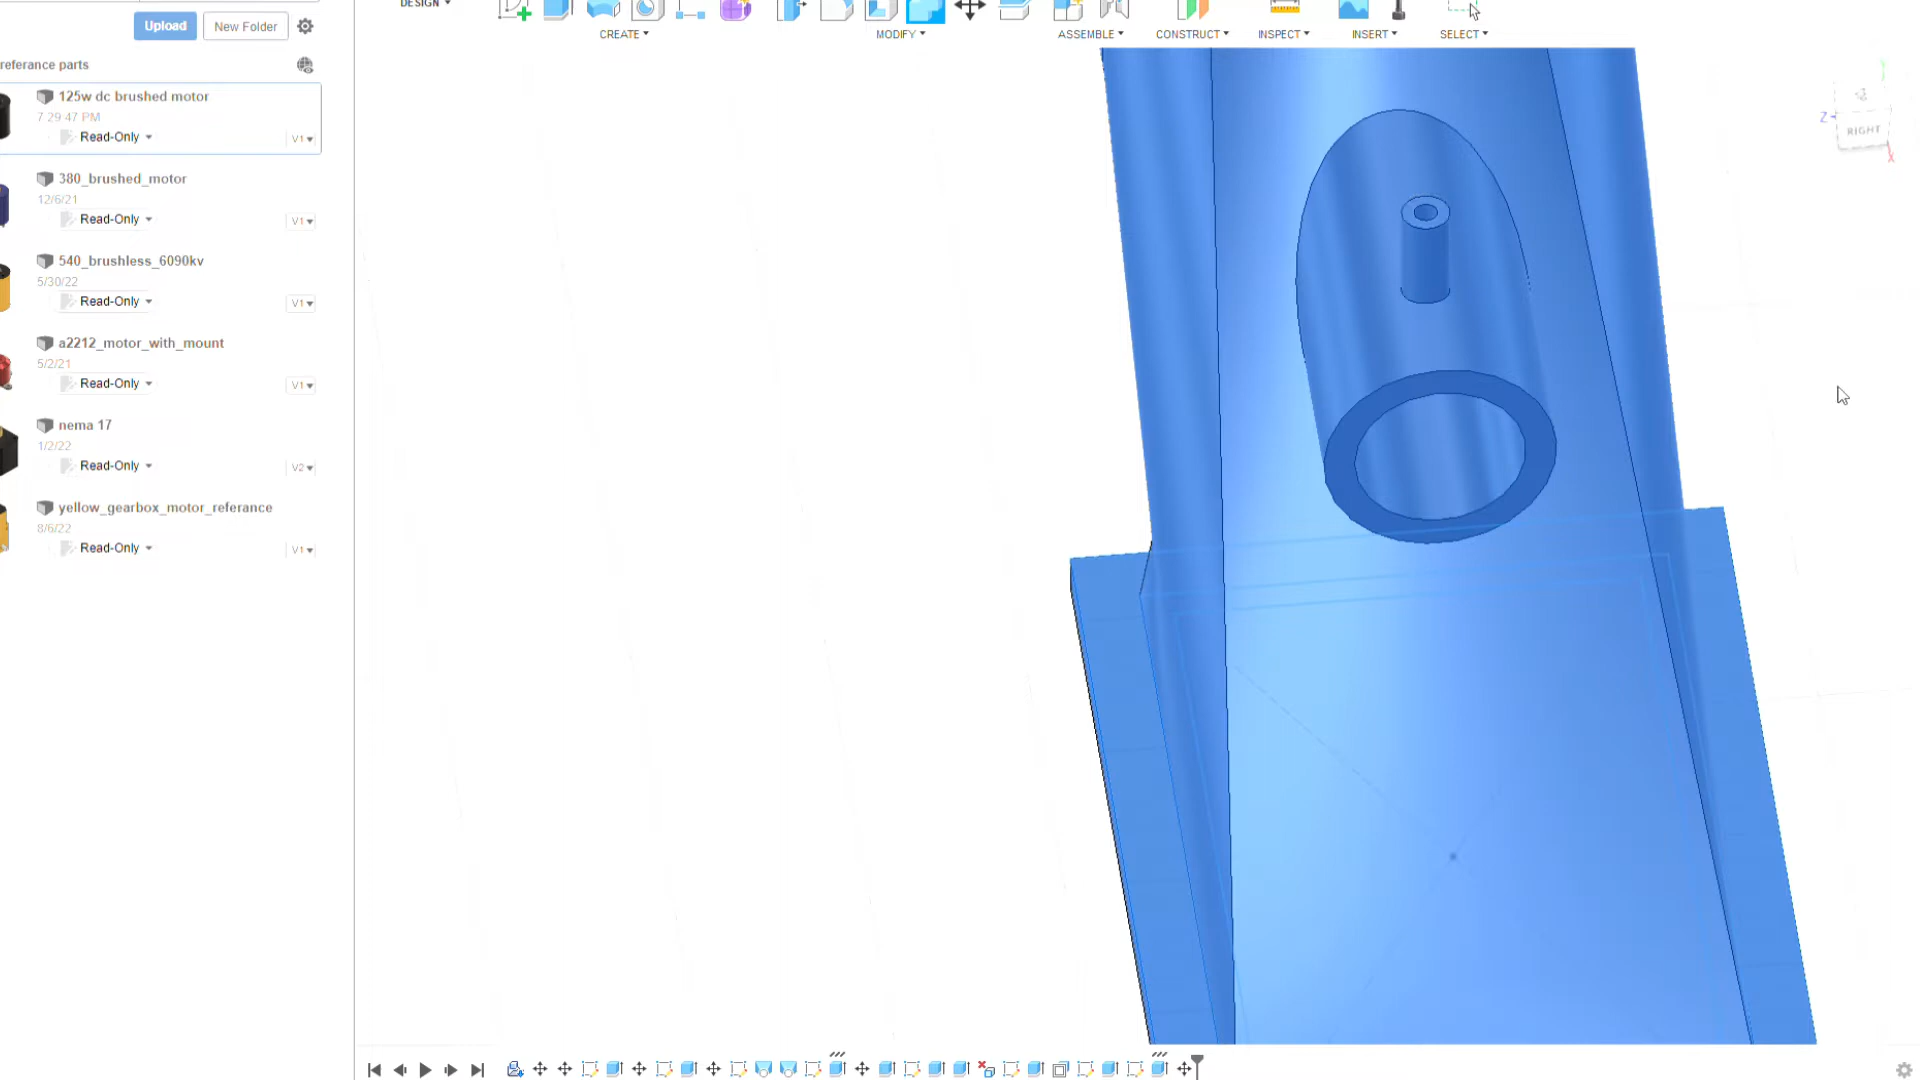 DESIGN
Upload New Folder
CREATE MODIFY ASSEMBLE CONSTRUCT INSPECT INSERT SELECT
referance parts
125w dc brushed motor
7 29 47 PM
Read-Only V1
380_brushed_motor
12/6/21
Read-Only V1
540_brushless_6090kv
5/30/22
Read-Only V1
a2212_motor_with_mount
5/2/21
Read-Only V1
nema 17
1/2/22
Read-Only V2
yellow_gearbox_motor_referance
8/6/22
Read-Only V1
Z
RIGHT
X